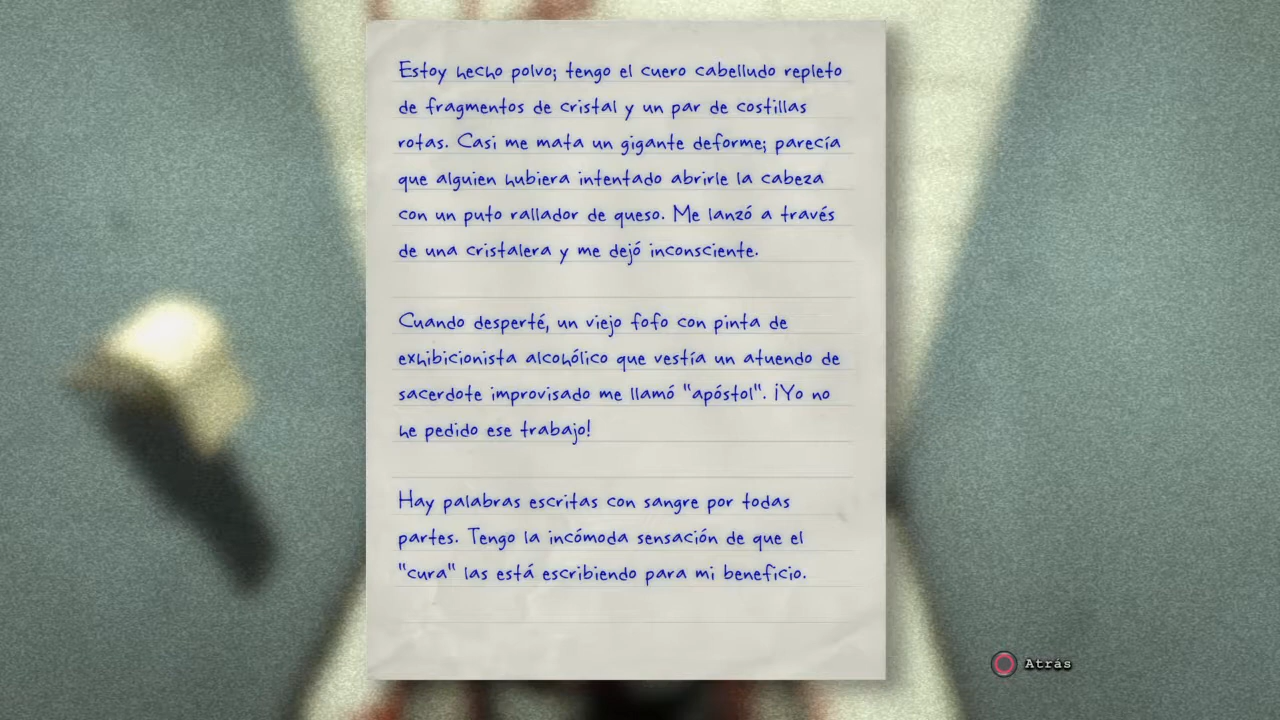 Estoy hecho polvo; tengo el cuero cabelludo repleto
de fragmentos de cristal y un par de costillas
rotas. Casi me mata un gigante deforme; parecía
que alguien hubiera intentado abrirle la cabeza
con un puto rallador de queso. Me lanzó a través
de una cristalera y me dejó inconsciente.
Cuando desperté, un viejo fofo con pinta de
exhibicionista alcohólico que vestía un atuendo de
sacerdote improvisado me llamó "apóstol". ¡Yo no
he pedido ese trabajo!
Hay palabras escritas con sangre por todas
partes. Tengo la incómoda sensación de que el
"cura" las está escribiendo para mi beneficio.
Atrás